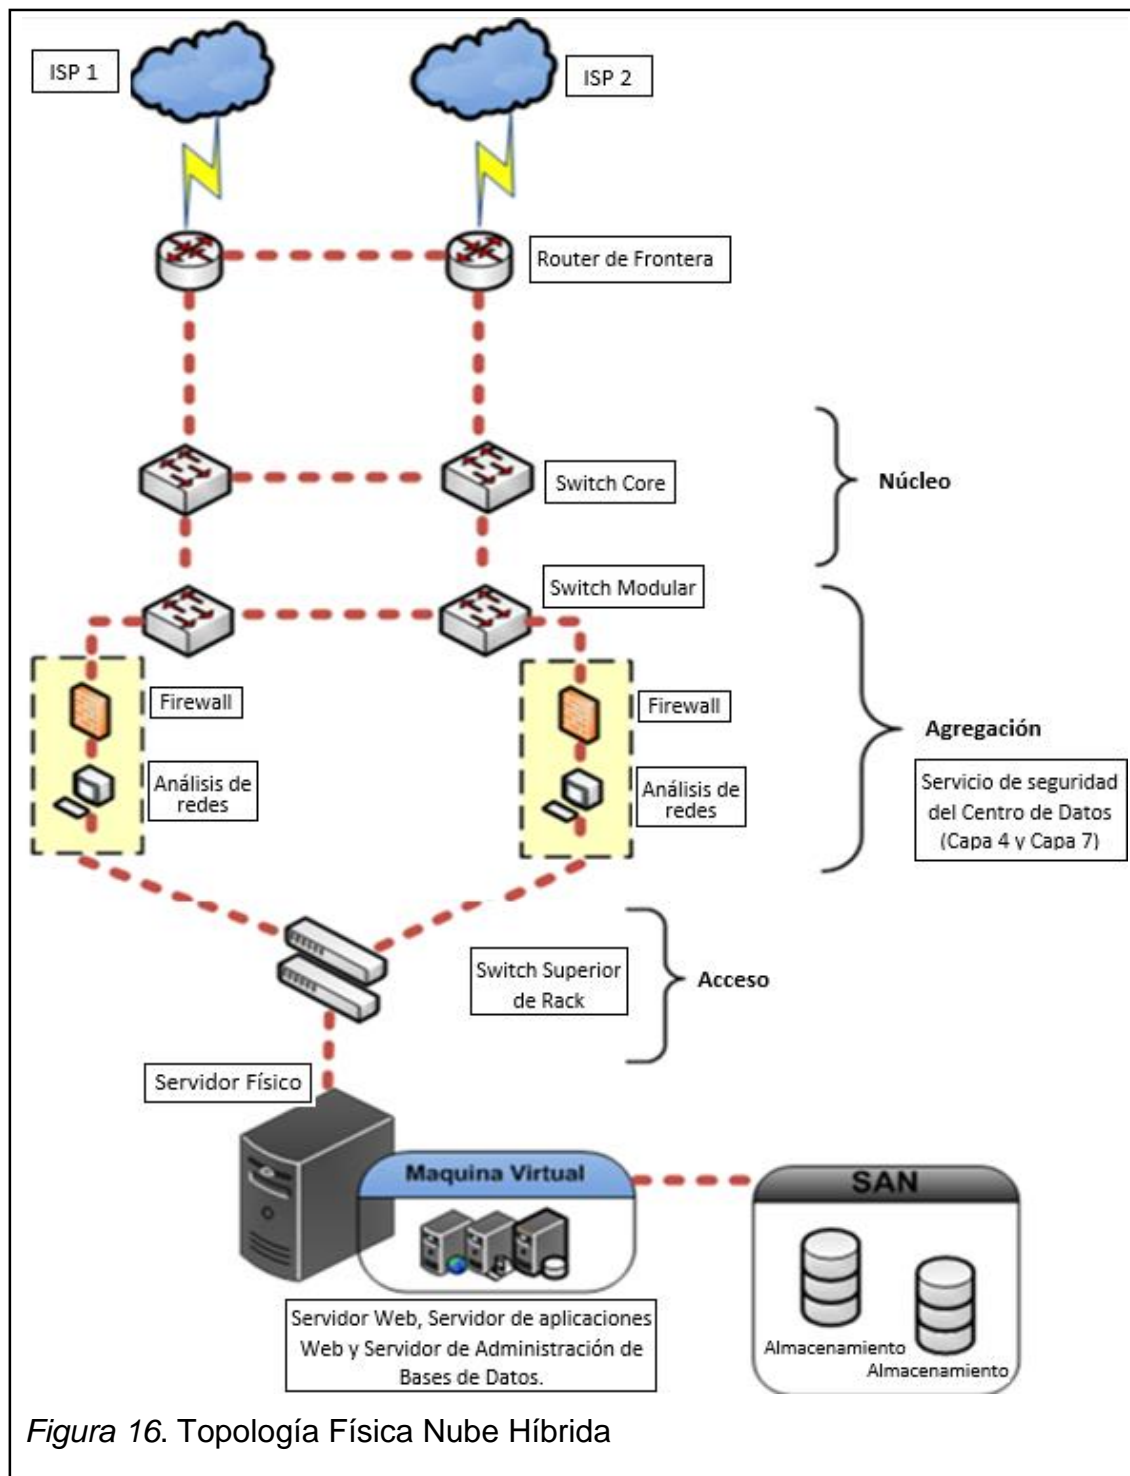 ISP 1
ISP 2
Router de Frontera
Switch Core
Núcleo
Switch Modular
Firewall
Firewall
Agregación
Análisis de
redes
Análisis de
redes
Servicio de seguridad
del Centro de Datos
(Capa 4 y Capa 7)
Switch Superior
de Rack
Acceso
Servidor Físico
Maquina Virtual
SAN
Servidor Web, Servidor de aplicaciones
Web y Servidor de Administración de
Bases de Datos.
Almacenamiento
Almacenamiento
Figura 16. Topología Física Nube Híbrida